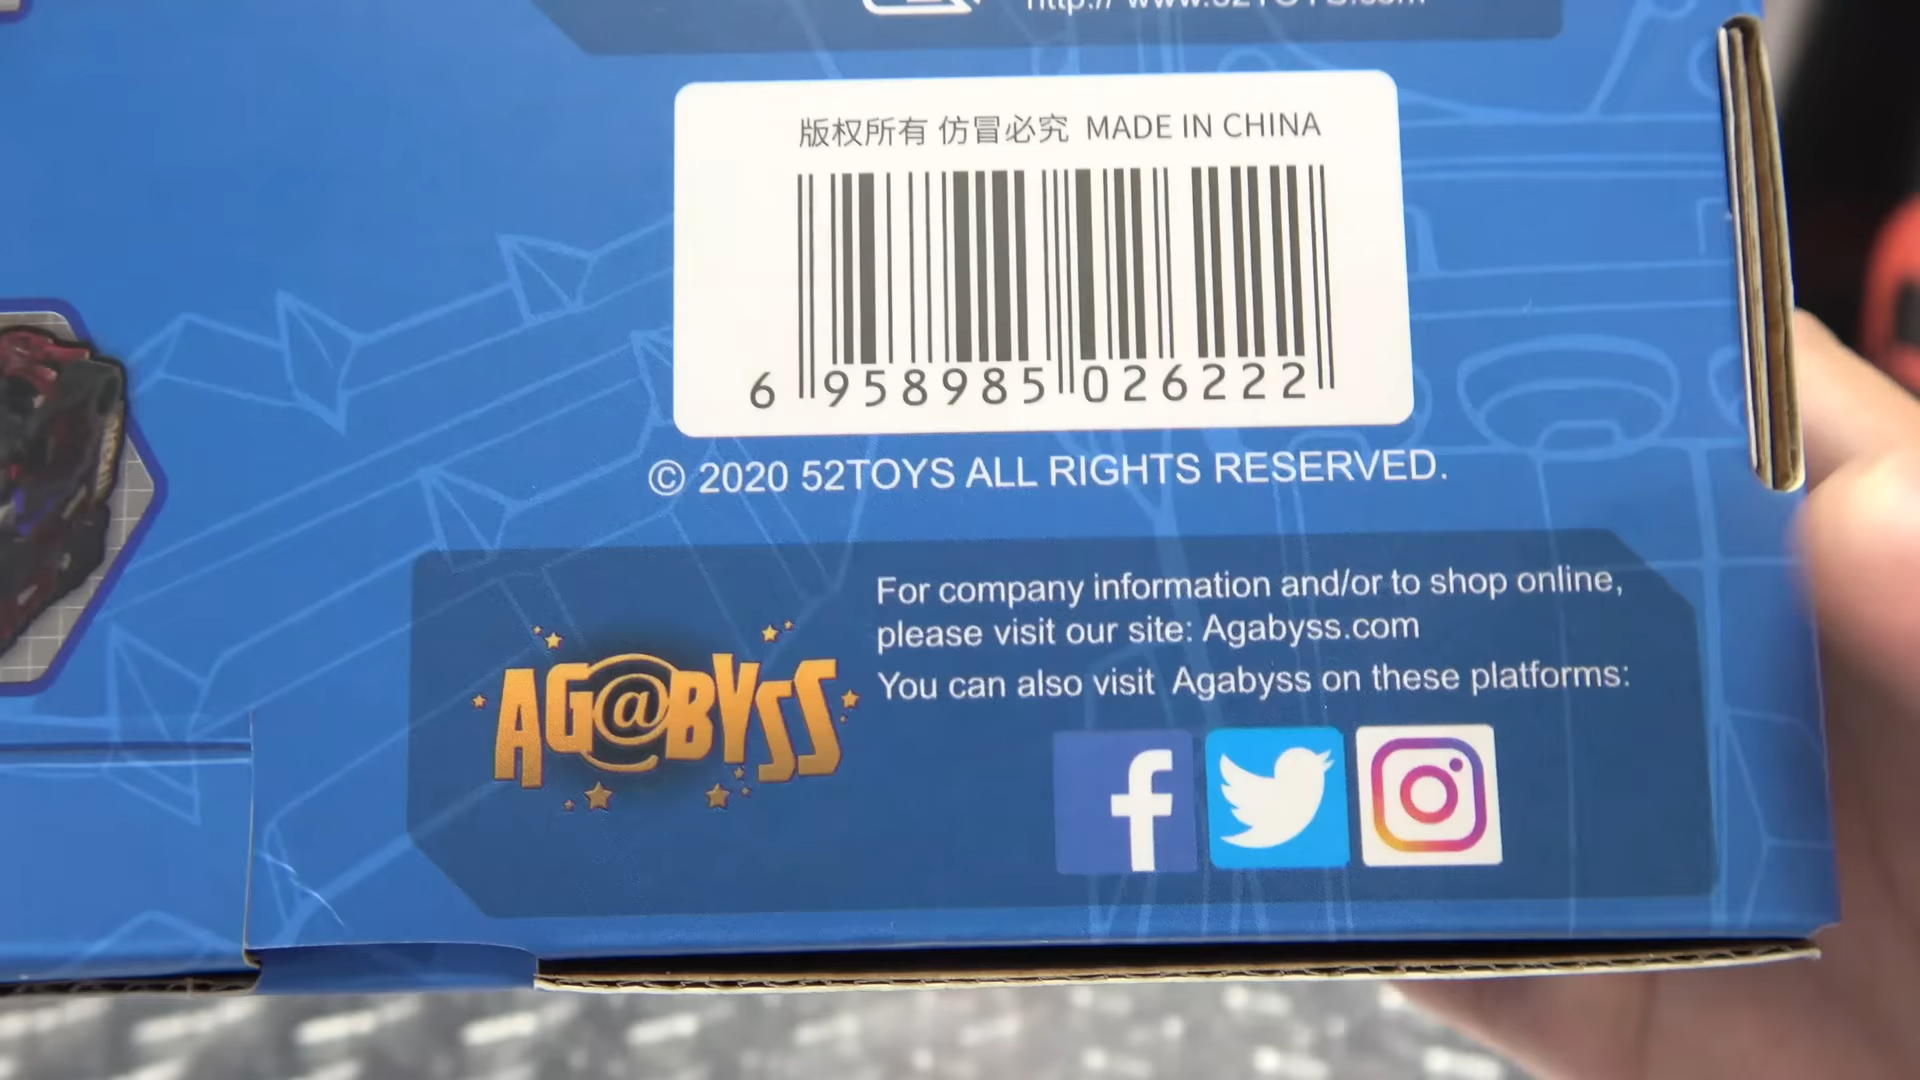 http://www.52TOYS.com
版权所有 仿冒必究 MADE IN CHINA
6 958985 026222
© 2020 52TOYS ALL RIGHTS RESERVED.
AG@BYSS
For company information and/or to shop online,
please visit our site: Agabyss.com
You can also visit Agabyss on these platforms: